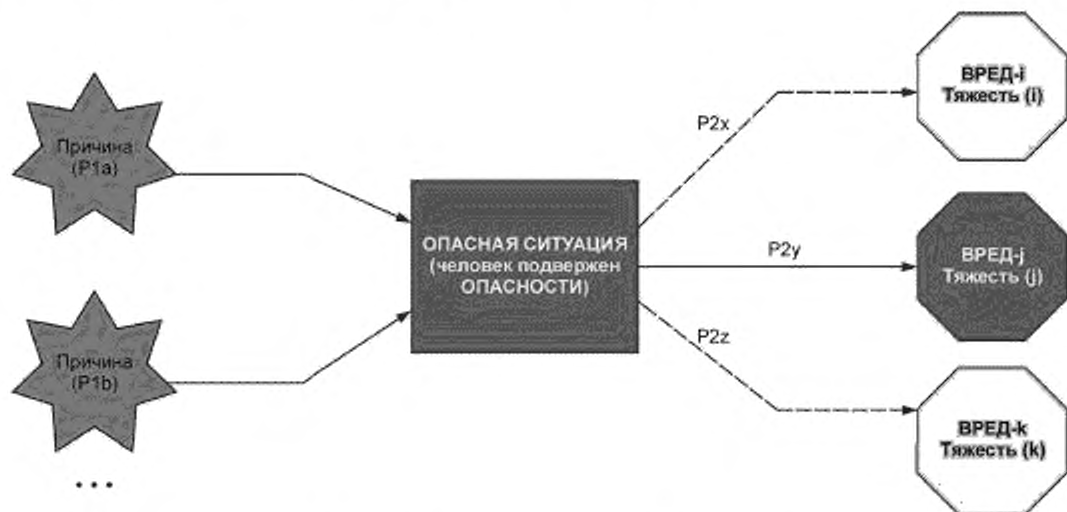 Причина
(P1a)
Причина
(P1b)
...
ОПАСНАЯ СИТУАЦИЯ
(человек подвержен
ОПАСНОСТИ)
P2x
P2y
P2z
ВРЕД-i
Тяжесть (i)
ВРЕД-j
Тяжесть (j)
ВРЕД-k
Тяжесть (k)